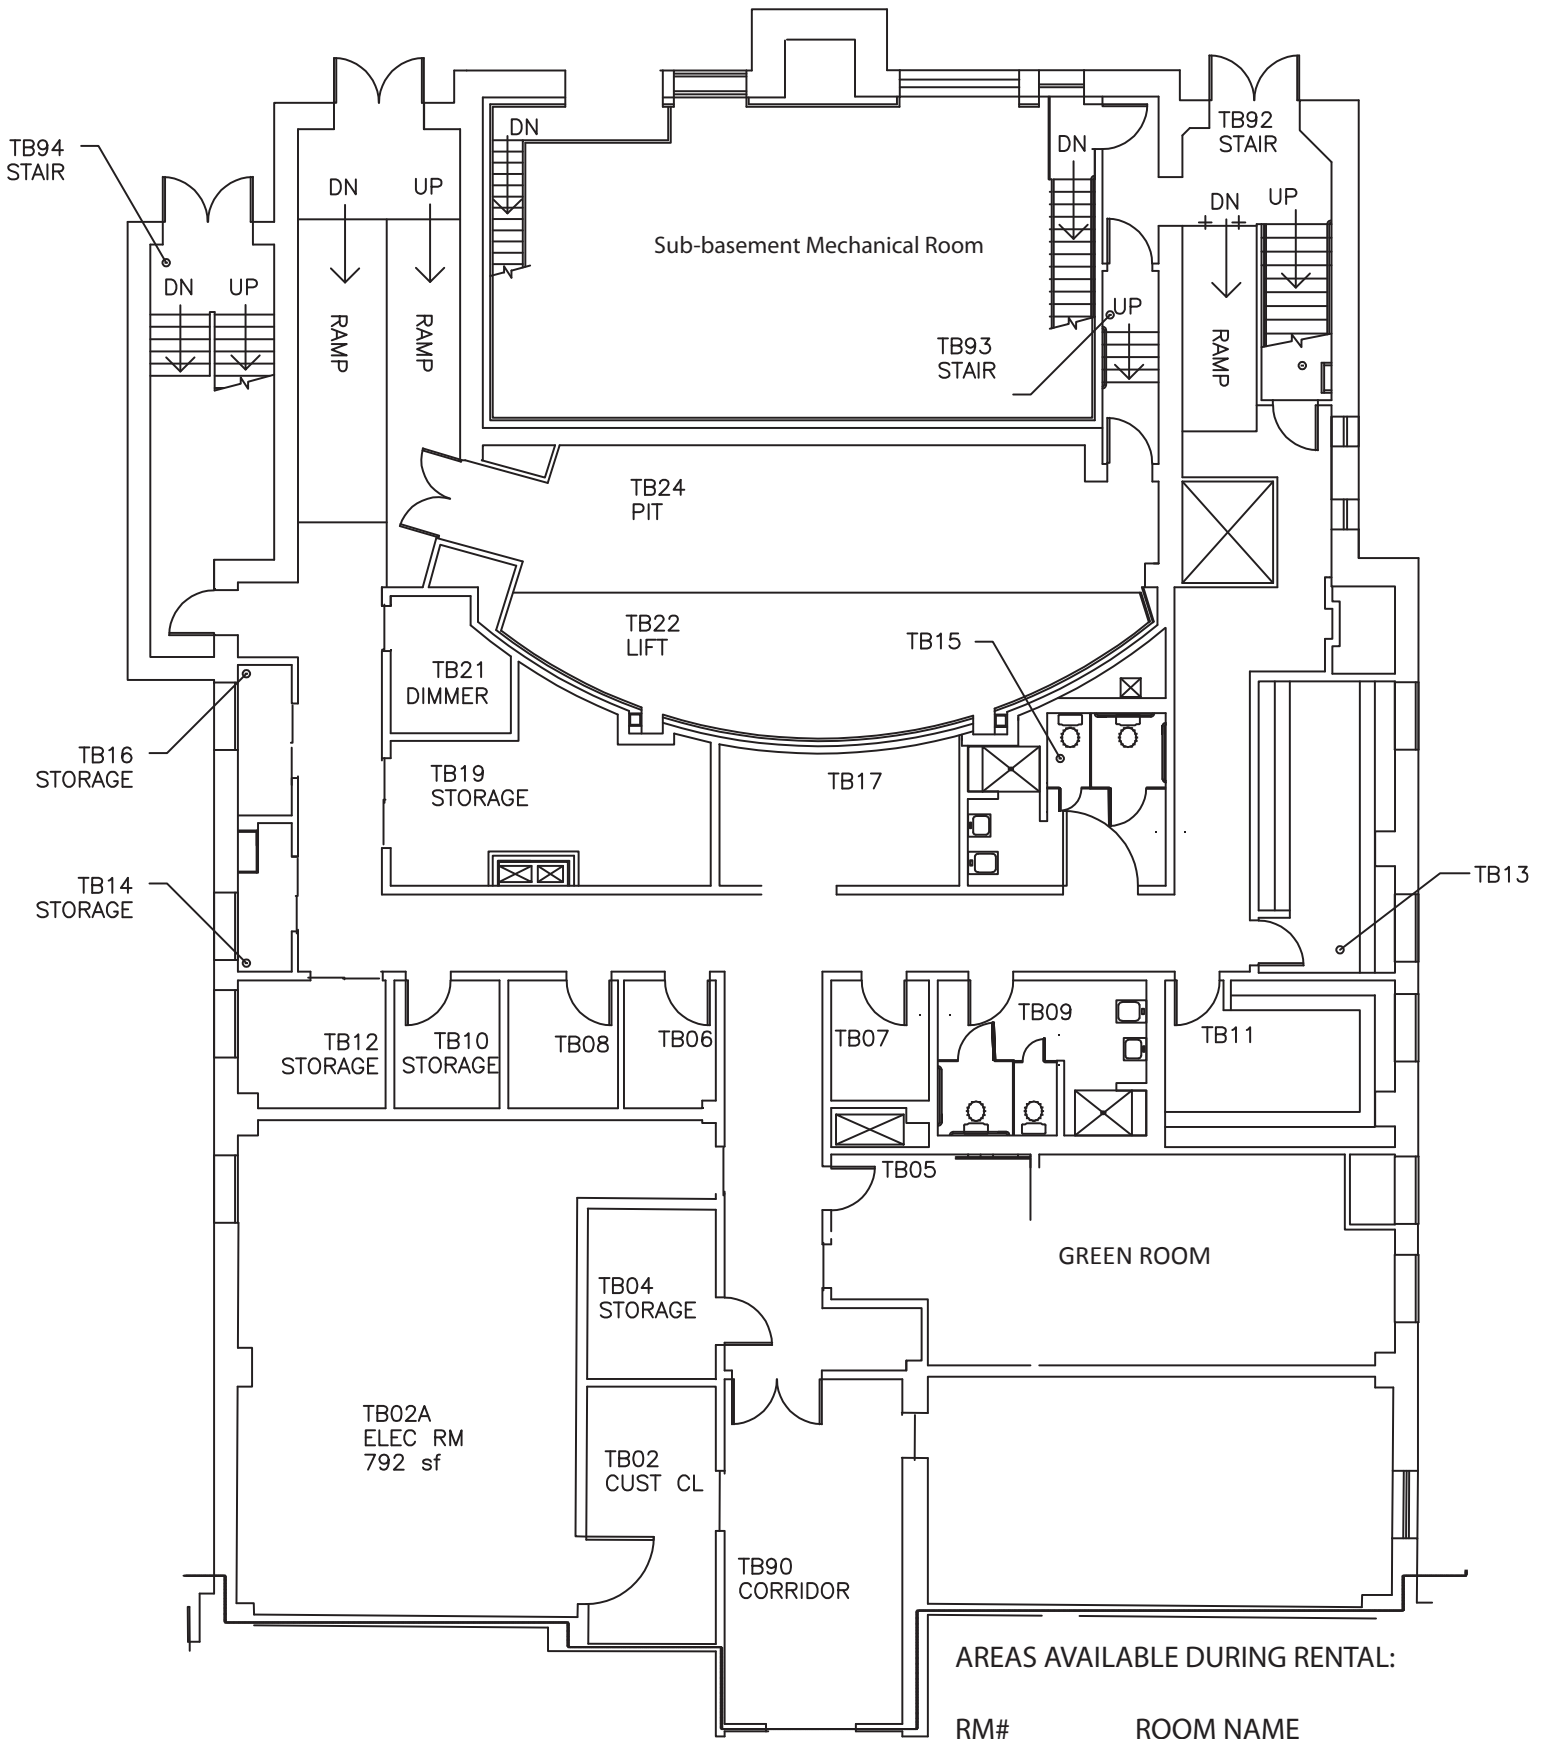 TB94
STAIR
DN
UP
DN
UP
RAMP
RAMP
DN
Sub-basement Mechanical Room
DN
TB92
STAIR
DN
UP
RAMP
UP
TB93
STAIR
TB24
PIT
TB22
LIFT
TB21
DIMMER
TB15
TB16
STORAGE
TB19
STORAGE
TB17
TB14
STORAGE
TB13
TB12
STORAGE
TB10
STORAGE
TB08
TB06
TB07
TB09
TB11
TB05
GREEN ROOM
TB04
STORAGE
TB02A
ELEC RM
792 sf
TB02
CUST CL
TB90
CORRIDOR
AREAS AVAILABLE DURING RENTAL:
RM# ROOM NAME